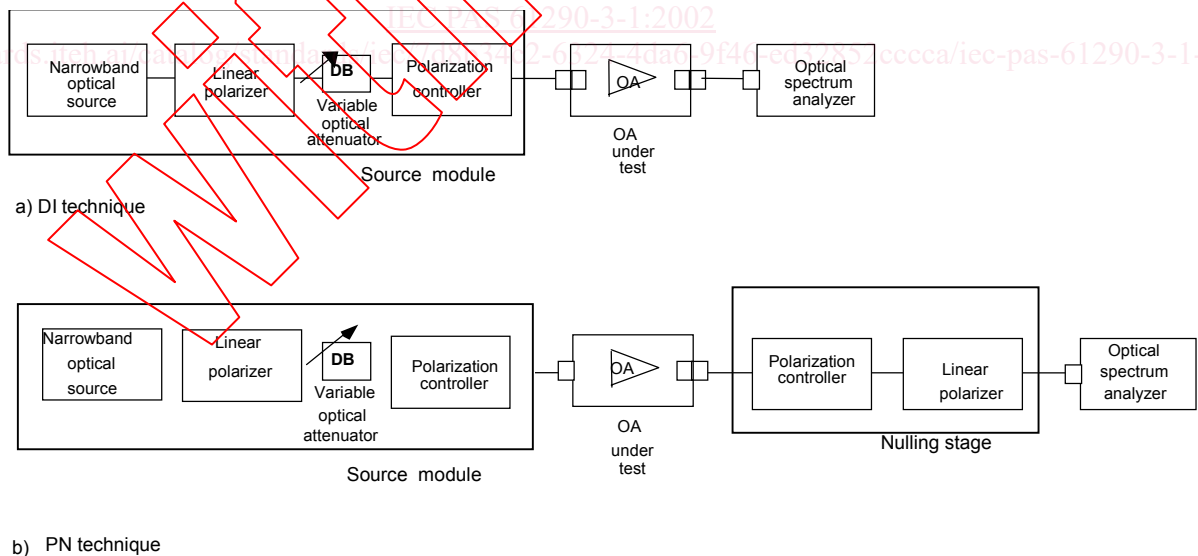 IEC PAS 61290-3-1:2002
Narrowband
optical
source
Linear
polarizer
DB
Variable
optical
attenuator
Polarization
controller
Source module
OA
OA
under
test
Optical
spectrum
analyzer
a) DI technique
Narrowband
optical
source
Linear
polarizer
DB
Variable
optical
attenuator
Polarization
controller
Source module
OA
OA
under
test
Polarization
controller
Linear
polarizer
Nulling stage
Optical
spectrum
analyzer
b) PN technique